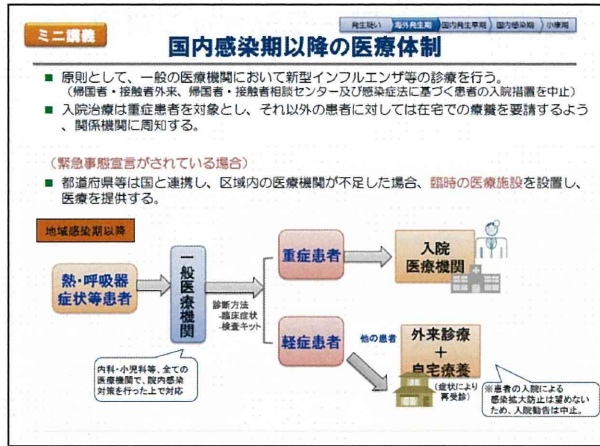 ミニ講義
発生疑い
海外発生期
国内発生早期
国内感染期
小康期
国内感染期以降の医療体制
■ 原則として、一般の医療機関において新型インフルエンザ等の診療を行う。
（帰国者・接触者外来、帰国者・接触者相談センター及び感染症法に基づく患者の入院措置を中止）
■ 入院治療は重症患者を対象とし、それ以外の患者に対しては在宅での療養を要請するよう
、関係機関に周知する。
（緊急事態宣言がされている場合）
■ 都道府県等は国と連携し、区域内の医療機関が不足した場合、臨時の医療施設を設置し、
医療を提供する。
地域感染期以降
熱・呼吸器
症状等患者
一般医療機関
内科・小児科等、全ての
医療機関で、院内感染
対策を行った上で対応
診断方法
-臨床症状
-検査キット
重症患者
入院
医療機関
軽症患者
他の患者
外来診療
＋
自宅療養
（症状により
再受診）
※患者の入院による
感染拡大防止は望めない
ため、入院勧告は中止。